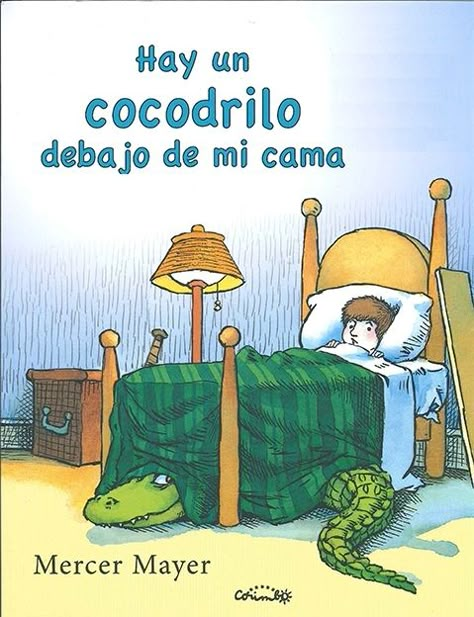 Hay un
cocodrilo
debajo de mi cama
Mercer Mayer
Corimbo